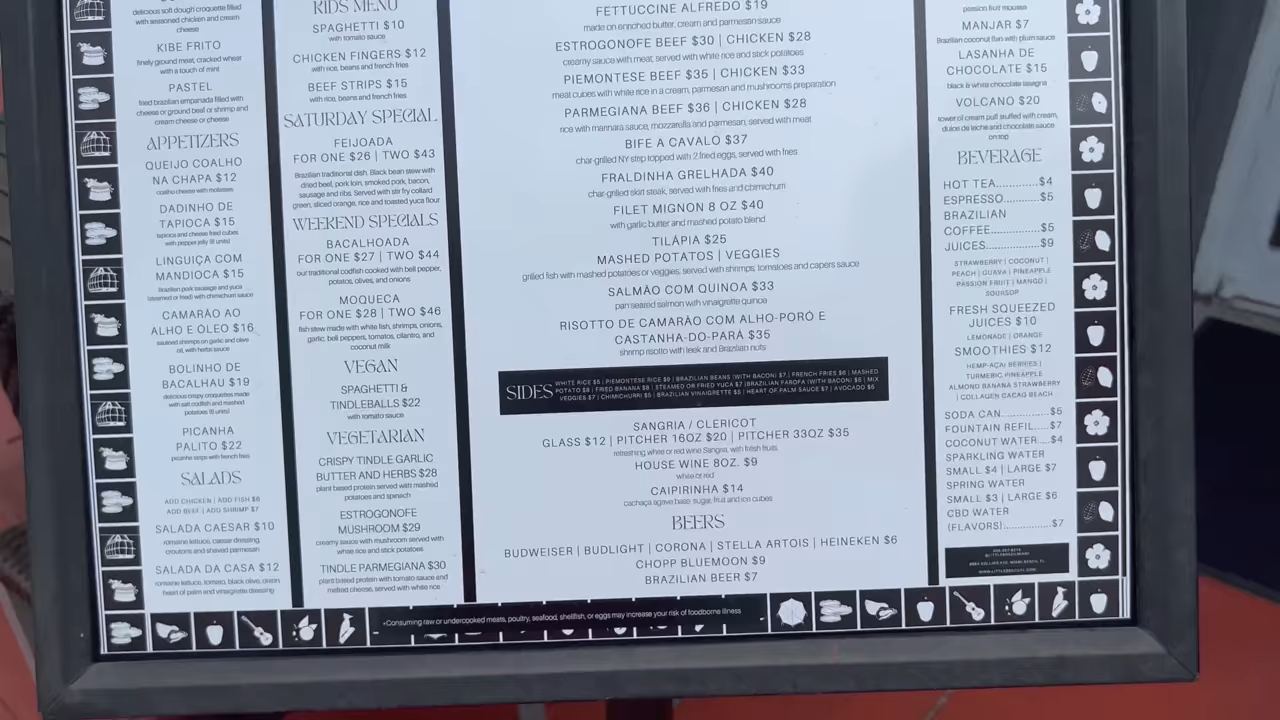 delicious soft dough croquette filled
with seasoned chicken and cream
cheese
KIBE FRITO
finely ground meat, cracked wheat
with a touch of mint
PASTEL
fried brazilian empanada filled with
cheese or ground beef or shrimp and
cream cheese or cheese
APPETIZERS
QUEIJO COALHO
NA CHAPA $12
coalho cheese with molasses
DADINHO DE
TAPIOCA $15
tapioca and cheese fried cubes
with pepper jelly (8 units)
LINGUIÇA COM
MANDIOCA $15
Brazilian pork sausage and yuca
(steamed or fried) with chimichurri sauce
CAMARÃO AO
ALHO E ÓLEO $16
sauteed shrimps on garlic and olive
oil, with herbs sauce
BOLINHO DE
BACALHAU $19
delicious crispy croquettes made
with salt codfish and mashed
potatoes (6 units)
PICANHA
PALITO $22
picanha strips with french fries
SALADS
ADD CHICKEN | ADD FISH $6
ADD BEEF | ADD SHRIMP $7
SALADA CAESAR $10
romaine lettuce, caesar dressing,
croutons and shaved parmesan
SALADA DA CASA $12
romaine lettuce, tomato, black olive, onion
heart of palm and vinaigrette dressing
KIDS MENU
SPAGHETTI $10
with tomato sauce
CHICKEN FINGERS $12
with rice, beans and french fries
BEEF STRIPS $15
with rice, beans and french fries
SATURDAY SPECIAL
FEIJOADA
FOR ONE $26 | TWO $43
Brazilian traditional dish. Black bean stew with
dried beef, pork loin, smoked pork, bacon,
sausage and ribs. Served with stir fry collard
green, sliced orange, rice and toasted yuca flour
WEEKEND SPECIALS
BACALHOADA
FOR ONE $27 | TWO $44
our traditional codfish cooked with bell pepper,
potatos, olives, and onions
MOQUECA
FOR ONE $28 | TWO $46
fish stew made with white fish, shrimps, onions,
garlic, bell peppers, tomatos, cilantro, and
coconut milk
VEGAN
SPAGHETTI &
TINDLEBALLS $22
with tomato sauce
VEGETARIAN
CRISPY TINDLE GARLIC
BUTTER AND HERBS $28
plant based protein served with mashed
potatoes and spinach
ESTROGONOFE
MUSHROOM $29
creamy sauce with mushroom served with
white rice and stick potatoes
TINDLE PARMEGIANA $30
plant based protein with tomato sauce and
melted cheese, served with white rice
FETTUCCINE ALFREDO $19
made on enriched butter, cream and parmesan sauce
ESTROGONOFE BEEF $30 | CHICKEN $28
creamy sauce with meat, served with white rice and stick potatoes
PIEMONTESE BEEF $35 | CHICKEN $33
meat cubes with white rice in a cream, parmesan and mushrooms preparation
PARMEGIANA BEEF $36 | CHICKEN $28
rice with marinara sauce, mozzarella and parmesan, served with meat
BIFE A CAVALO $37
char-grilled NY strip topped with 2 fried eggs, served with fries
FRALDINHA GRELHADA $40
char-grilled skirt steak, served with fries and chimichurri
FILET MIGNON 8 OZ $40
with garlic butter and mashed potato blend
TILÁPIA $25
MASHED POTATOS | VEGGIES
grilled fish with mashed potatoes or veggies, served with shrimps, tomatoes and capers sauce
SALMÃO COM QUINOA $33
pan seared salmon with vinaigrette quinoa
RISOTTO DE CAMARÃO COM ALHO-PORÓ E
CASTANHA-DO-PARÁ $35
shrimp risotto with leek and Brazilian nuts
SIDES
WHITE RICE $5 | PIEMONTESE RICE $9 | BRAZILIAN BEANS (WITH BACON) $7 | FRENCH FRIES $6 | MASHED
POTATO $8 | FRIED BANANA $8 | STEAMED OR FRIED YUCA $7 |BRAZILIAN FAROFA (WITH BACON) $6 | MIX
VEGGIES $7 | CHIMICHURRI $5 | BRAZILIAN VINAIGRETTE $5 | HEART OF PALM SAUCE $7 | AVOCADO $5
SANGRIA / CLERICOT
GLASS $12 | PITCHER 16OZ $20 | PITCHER 33OZ $35
refreshing white or red wine Sangria, with fresh fruits
HOUSE WINE 8OZ. $9
white or red
CAIPIRINHA $14
cachaça agave base, sugar, fruit and ice cubes
BEERS
BUDWEISER | BUDLIGHT | CORONA | STELLA ARTOIS | HEINEKEN $6
CHOPP BLUEMOON $9
BRAZILIAN BEER $7
passion fruit mousse
MANJAR $7
Brazilian coconut flan with plum sauce
LASANHA DE
CHOCOLATE $15
black & white chocolate lasagna
VOLCANO $20
tower of cream puff stuffed with cream,
dulce de leche and chocolate sauce
on top
BEVERAGE
HOT TEA.............$4
ESPRESSO..........$5
BRAZILIAN
COFFEE..............$5
JUICES................$9
STRAWBERRY | COCONUT |
PEACH | GUAVA | PINEAPPLE
PASSION FRUIT | MANGO |
SOURSOP
FRESH SQUEEZED
JUICES $10
LEMONADE | ORANGE
SMOOTHIES $12
HEMP-AÇAI BERRIES |
TURMERIC PINEAPPLE
ALMOND BANANA STRAWBERRY
| COLLAGEN CACAO BEACH
SODA CAN..........$5
FOUNTAIN REFIL.....$7
COCONUT WATER....$4
SPARKLING WATER
SMALL $4 | LARGE $7
SPRING WATER
SMALL $3 | LARGE $6
CBD WATER
(FLAVORS)..............$7
•Consuming raw or undercooked meats, poultry, seafood, shellfish, or eggs may increase your risk of foodborne illness